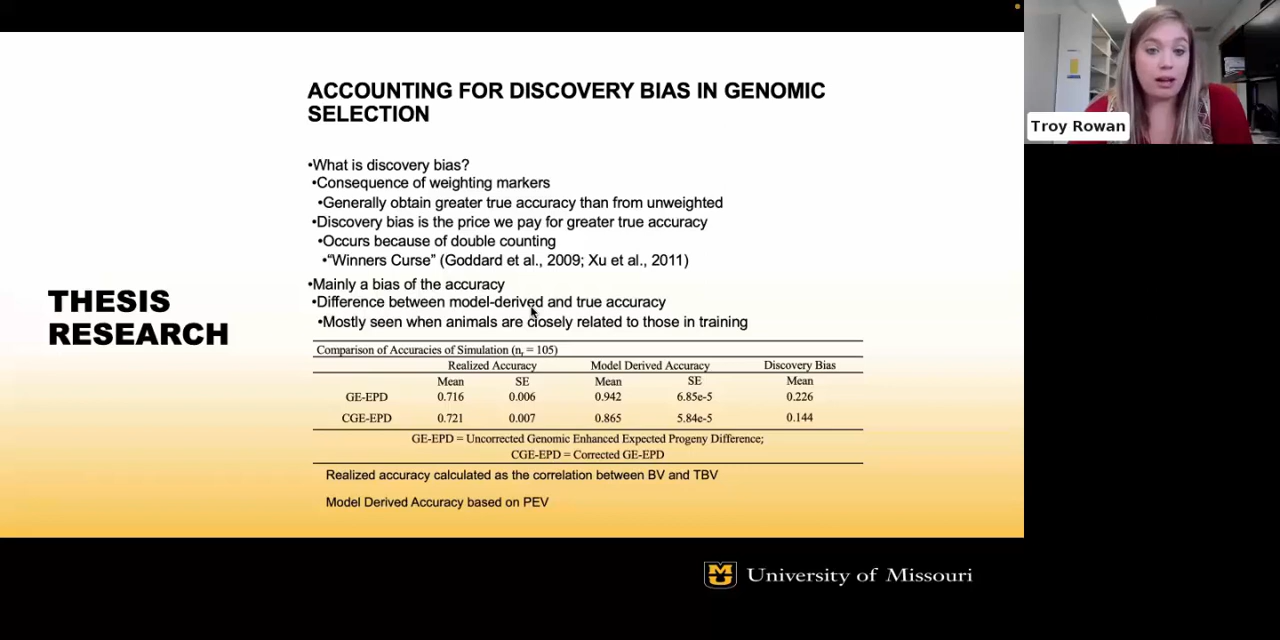 ACCOUNTING FOR DISCOVERY BIAS IN GENOMIC
SELECTION
•What is discovery bias?
•Consequence of weighting markers
•Generally obtain greater true accuracy than from unweighted
•Discovery bias is the price we pay for greater true accuracy
•Occurs because of double counting
•“Winners Curse” (Goddard et al., 2009; Xu et al., 2011)
•Mainly a bias of the accuracy
•Difference between model-derived and true accuracy
•Mostly seen when animals are closely related to those in training
THESIS
RESEARCH
Comparison of Accuracies of Simulation (nr = 105)
Realized Accuracy Model Derived Accuracy Discovery Bias
Mean SE Mean SE Mean
GE-EPD 0.716 0.006 0.942 6.85e-5 0.226
CGE-EPD 0.721 0.007 0.865 5.84e-5 0.144
GE-EPD = Uncorrected Genomic Enhanced Expected Progeny Difference;
CGE-EPD = Corrected GE-EPD
Realized accuracy calculated as the correlation between BV and TBV
Model Derived Accuracy based on PEV
University of Missouri
Troy Rowan